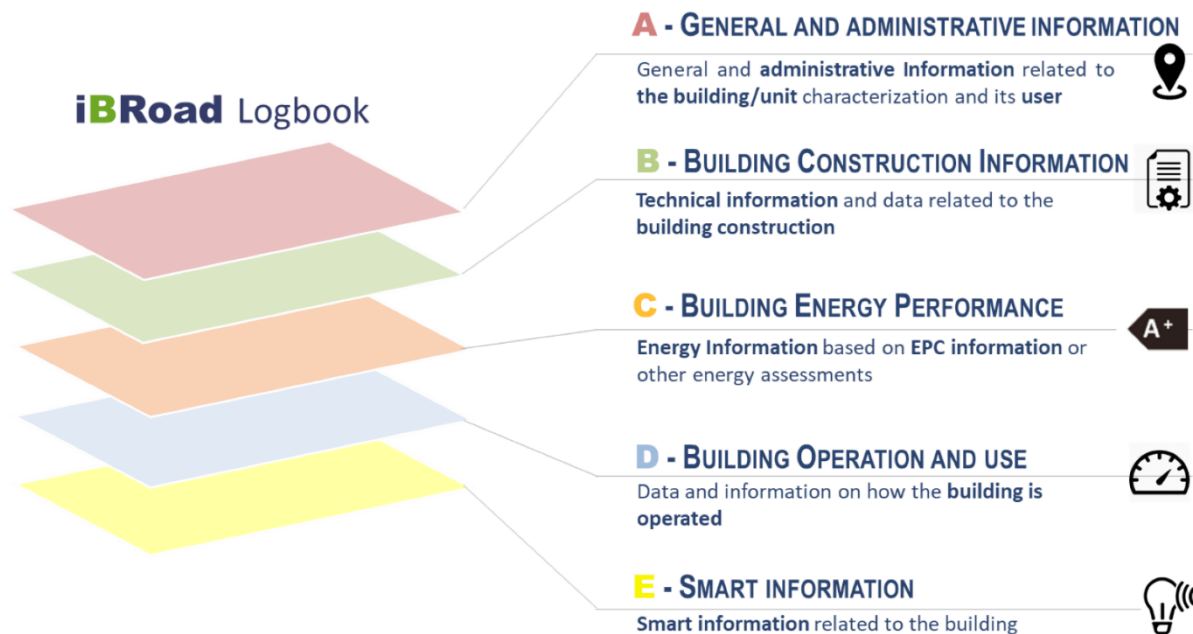 iBRoad Logbook
A - GENERAL AND ADMINISTRATIVE INFORMATION
General and administrative Information related to
the building/unit characterization and its user
B - BUILDING CONSTRUCTION INFORMATION
Technical information and data related to the
building construction
C - BUILDING ENERGY PERFORMANCE
Energy Information based on EPC information or
other energy assessments
A+
D - BUILDING OPERATION AND USE
Data and information on how the building is
operated
E - SMART INFORMATION
Smart information related to the building